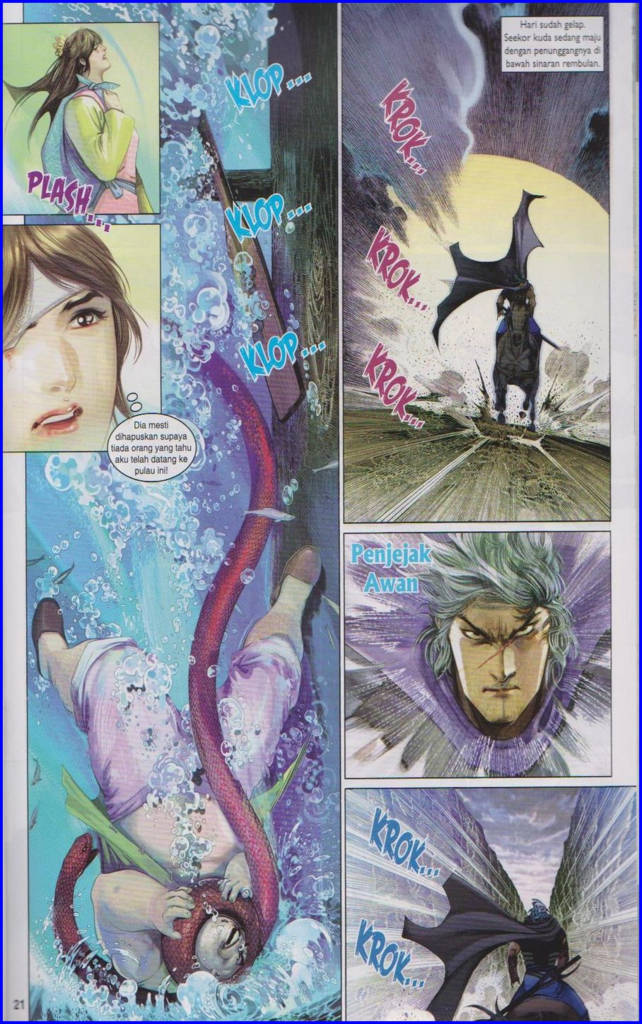 PLASH...
Dia mesti
dihapuskan supaya
tiada orang yang tahu
aku telah datang ke
pulau ini!
KLOP...
KLOP...
KLOP...
21
Hari sudah gelap.
Seekor kuda sedang maju
dengan penunggangnya di
bawah sinaran rembulan.
KROK...
KROK...
KROK...
Penjejak
Awan
KROK...
KROK...